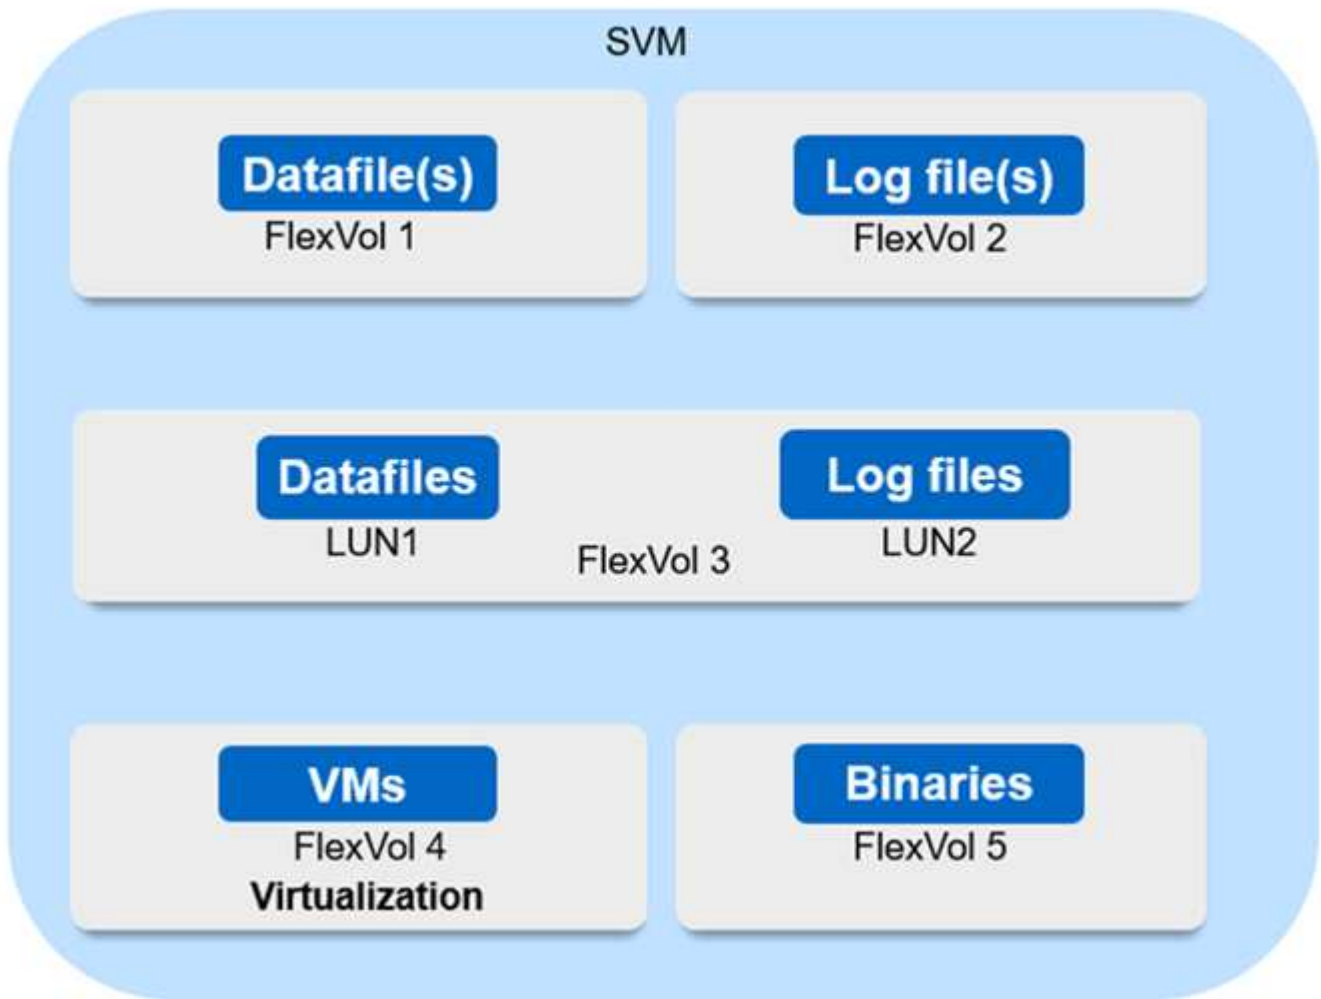 SVM
Datafile(s)
FlexVol 1
Log file(s)
FlexVol 2
Datafiles
LUN1
FlexVol 3
Log files
LUN2
VMs
FlexVol 4
Virtualization
Binaries
FlexVol 5